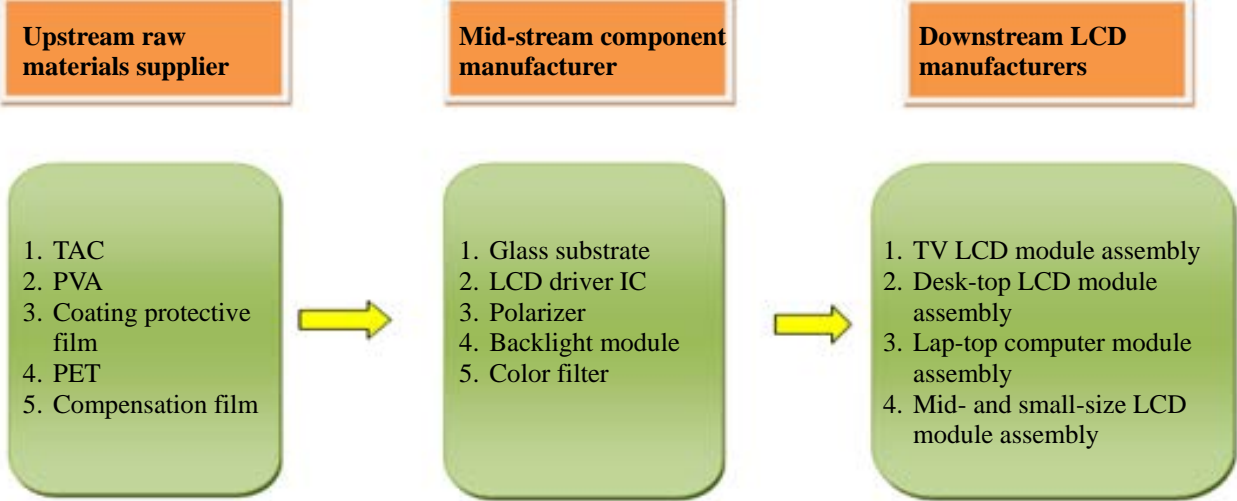 Upstream raw
materials supplier
Mid-stream component
manufacturer
Downstream LCD
manufacturers
1. TAC
2. PVA
3. Coating protective
film
4. PET
5. Compensation film
1. Glass substrate
2. LCD driver IC
3. Polarizer
4. Backlight module
5. Color filter
1. TV LCD module assembly
2. Desk-top LCD module
assembly
3. Lap-top computer module
assembly
4. Mid- and small-size LCD
module assembly